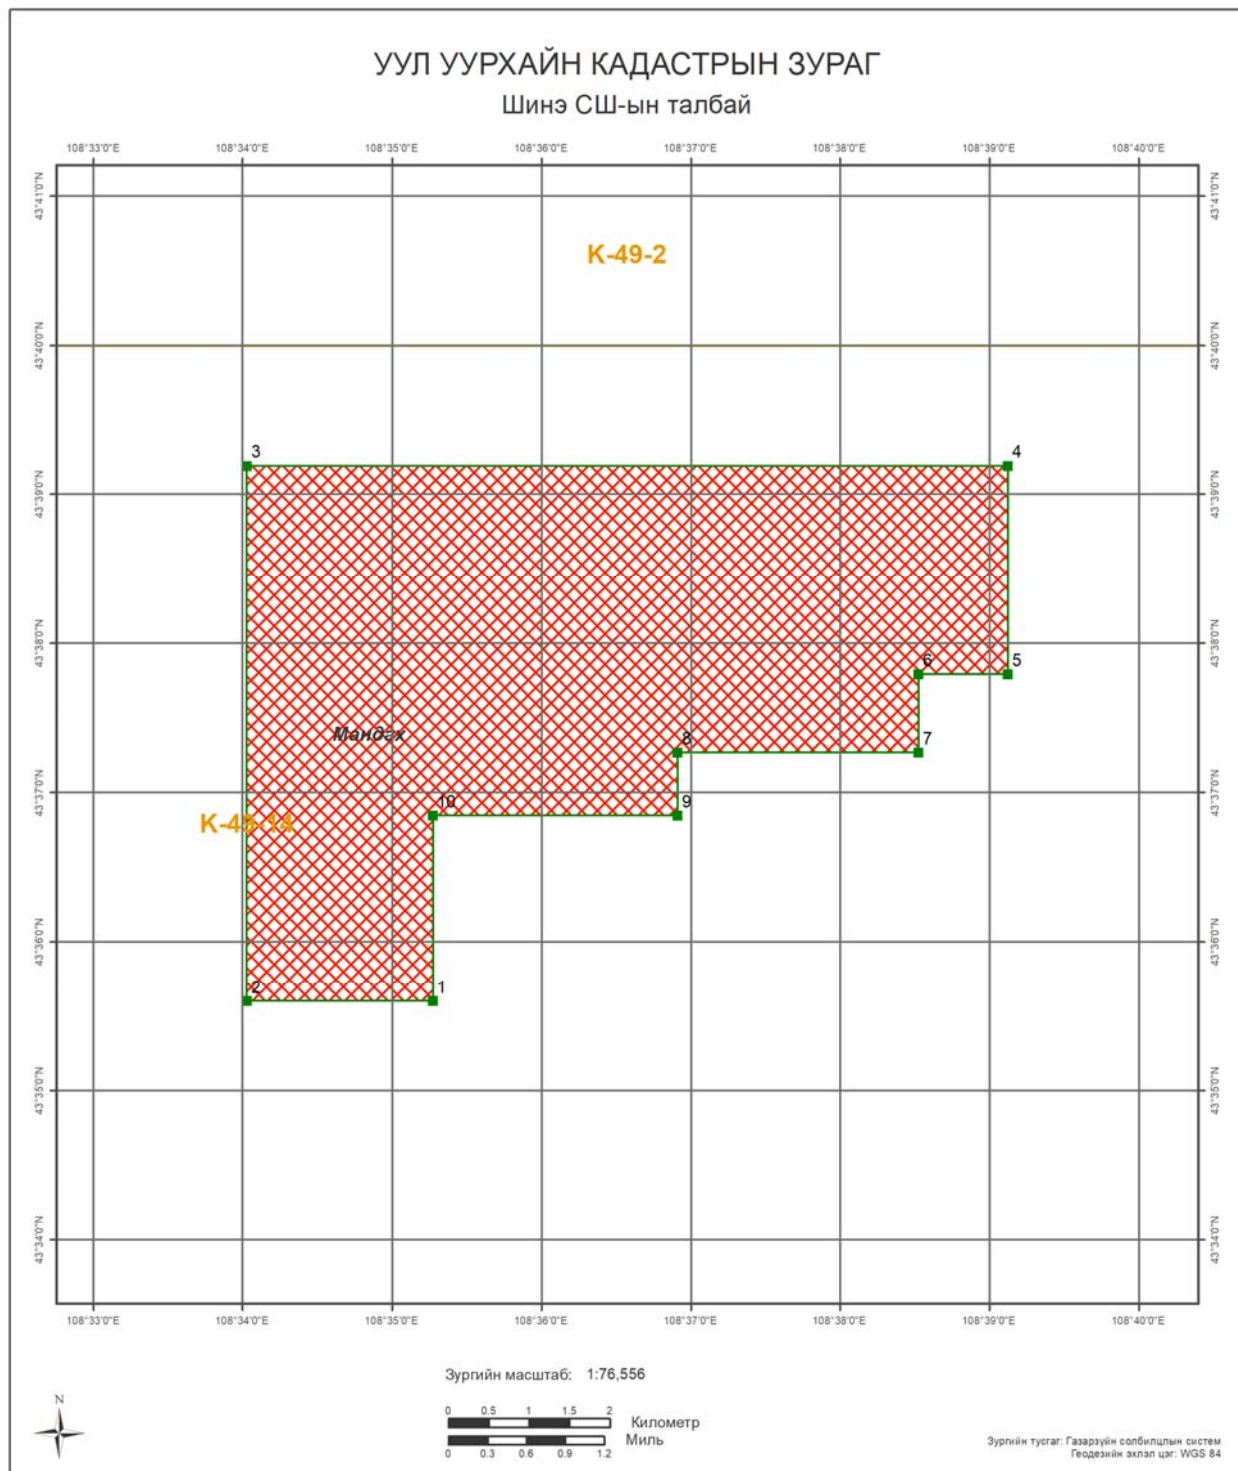 УУЛ УУРХАЙН КАДАСТРЫН ЗУРАГ
Шинэ СШ-ын талбай
108°33'0"E 108°34'0"E 108°35'0"E 108°36'0"E 108°37'0"E 108°38'0"E 108°39'0"E 108°40'0"E
43°41'0"N 43°41'0"N
K-49-2
43°40'0"N 43°40'0"N
3 4
43°39'0"N 43°39'0"N
43°38'0"N 43°38'0"N
6 5
Мандах
8 7
43°37'0"N 43°37'0"N
10 9
K-49-14
43°36'0"N 43°36'0"N
2 1
43°35'0"N 43°35'0"N
43°34'0"N 43°34'0"N
108°33'0"E 108°34'0"E 108°35'0"E 108°36'0"E 108°37'0"E 108°38'0"E 108°39'0"E 108°40'0"E
Зургийн масштаб: 1:76,556
N
0 0.5 1 1.5 2
Километр
Миль
0 0.3 0.6 0.9 1.2
Зургийн тусгаг: Газарзүйн солбилцлын систем
Геодезийн эхлэл цэг: WGS 84